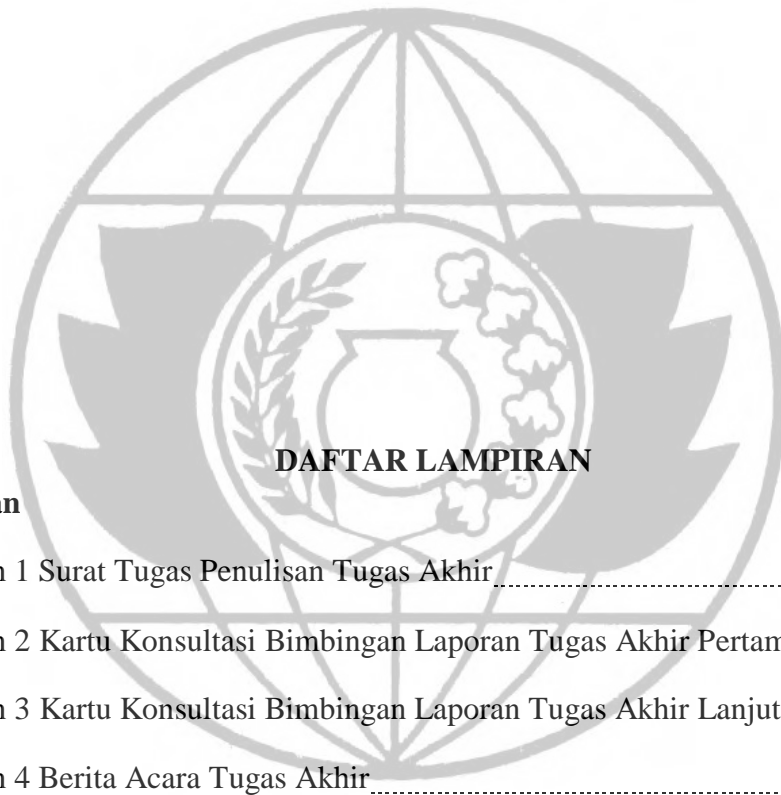 DAFTAR LAMPIRAN
an
n 1 Surat Tugas Penulisan Tugas Akhir
n 2 Kartu Konsultasi Bimbingan Laporan Tugas Akhir Pertam
n 3 Kartu Konsultasi Bimbingan Laporan Tugas Akhir Lanjut
n 4 Berita Acara Tugas Akhir